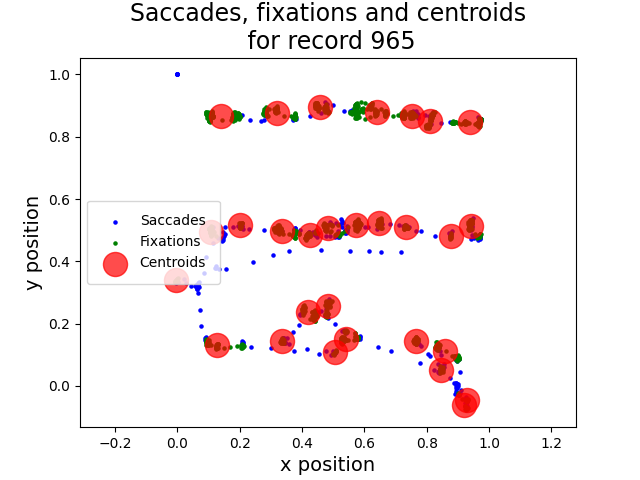 Saccades, fixations and centroids
for record 965
y position
1.0
0.8
0.6
0.4
0.2
0.0
Saccades
Fixations
Centroids
−0.2 0.0 0.2 0.4 0.6 0.8 1.0 1.2
x position